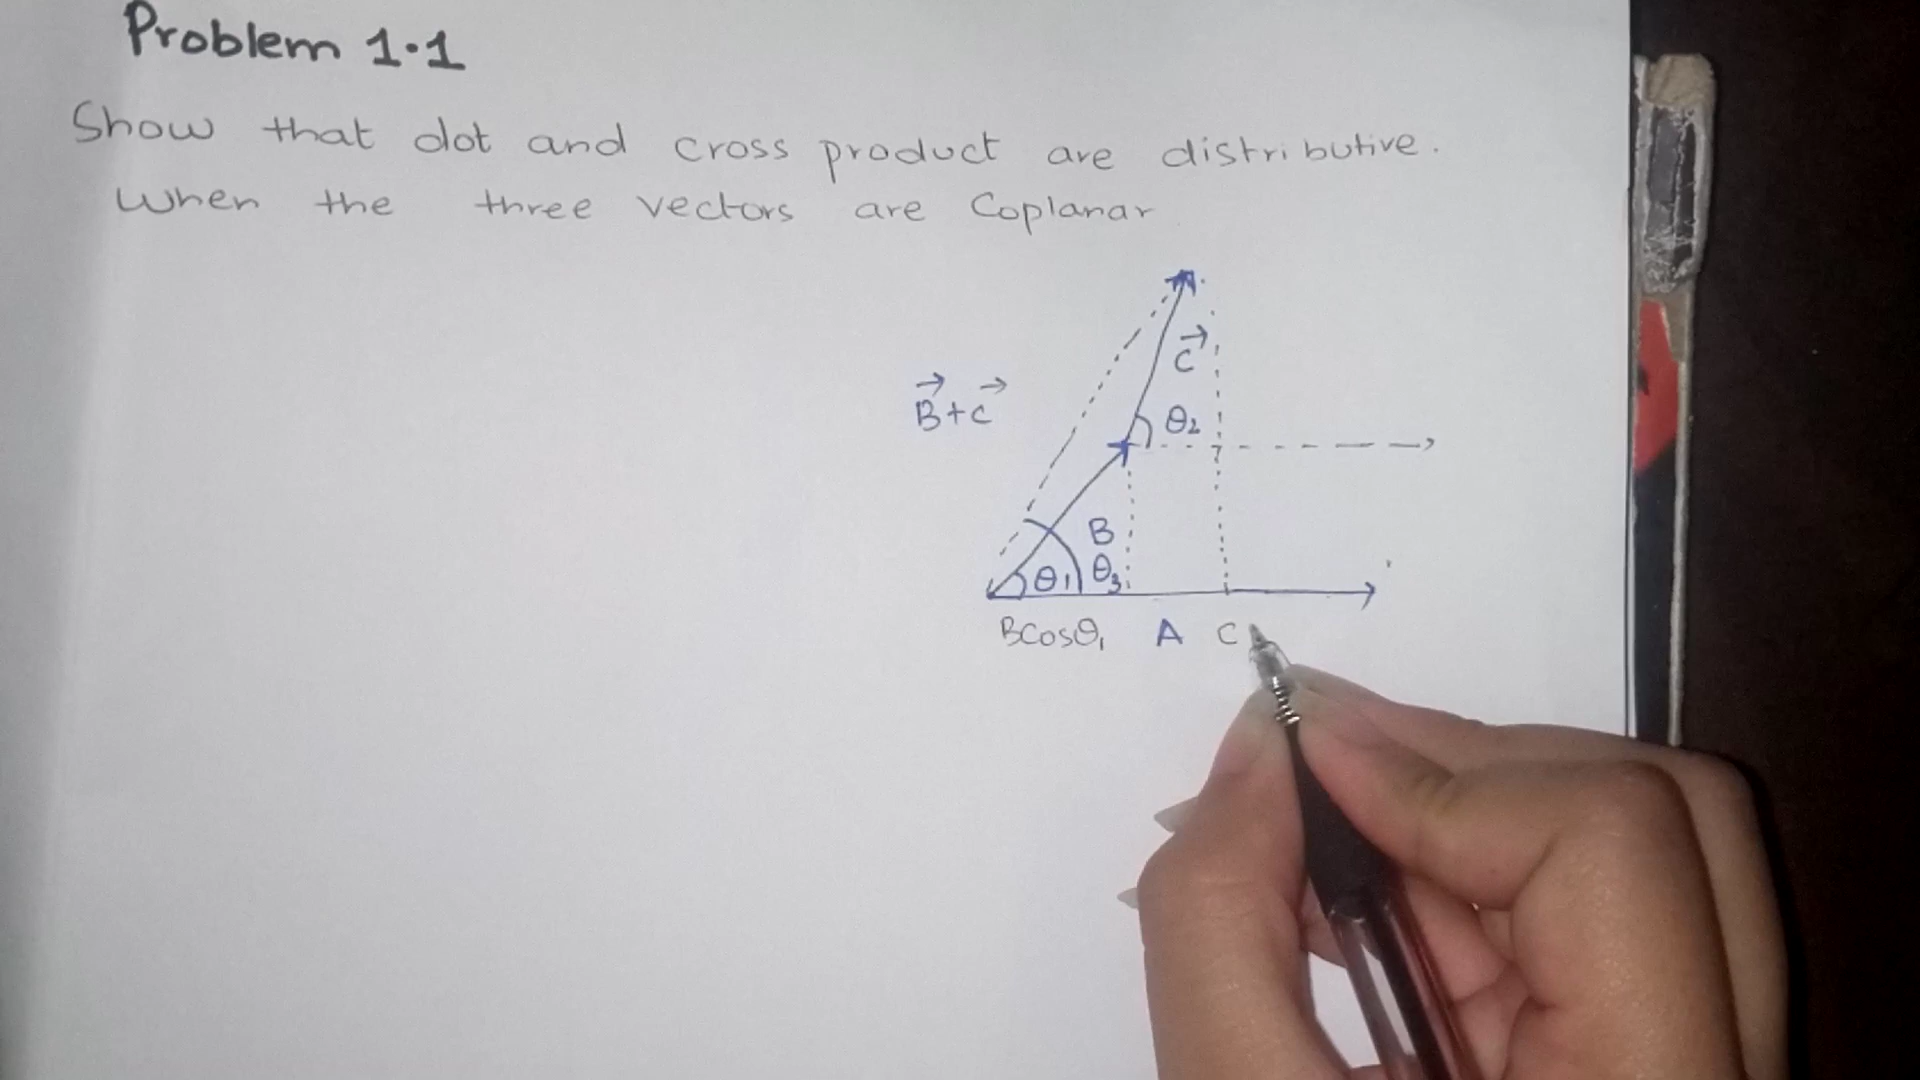 Problem 1.1
Show that dot and cross product are distributive.
When the three vectors are Coplanar
C
B+C
θ2
B
θ1 θ3
BCosθ1 A C